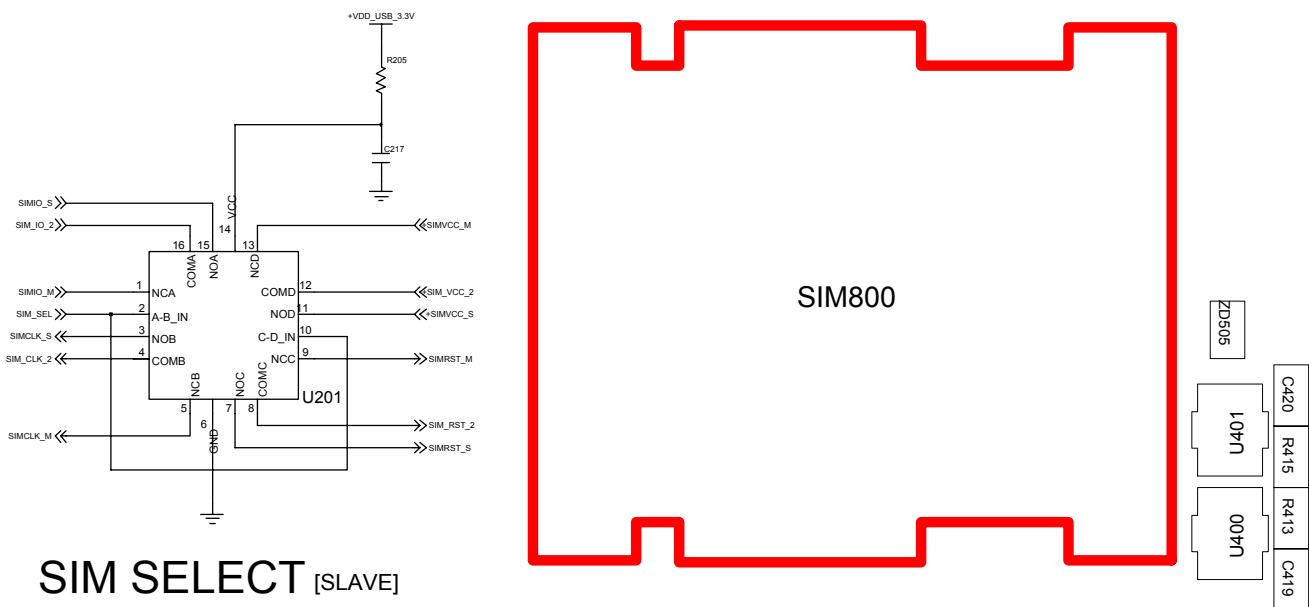 +VDD_USB_3.3V
R205
C217
SIMIO_S
SIM_IO_2
VCC
14
+SIMVCC_M
16
15
13
COMA
NOA
NCD
SIMIO_M
1
NCA
COMD
12
+SIM_VCC_2
SIM_SEL
2
A-B_IN
NOD
11
+SIMVCC_S
SIMCLK_S
3
NOB
C-D_IN
10
SIM_CLK_2
4
COMB
NCC
9
SIMRST_M
NCB
NOC
COMC
U201
5
6
GND
7
8
SIM_RST_2
SIMCLK_M
SIMRST_S
SIM SELECT [SLAVE]
SIM800
ZD505
C420
U401
R415
R413
U400
C419